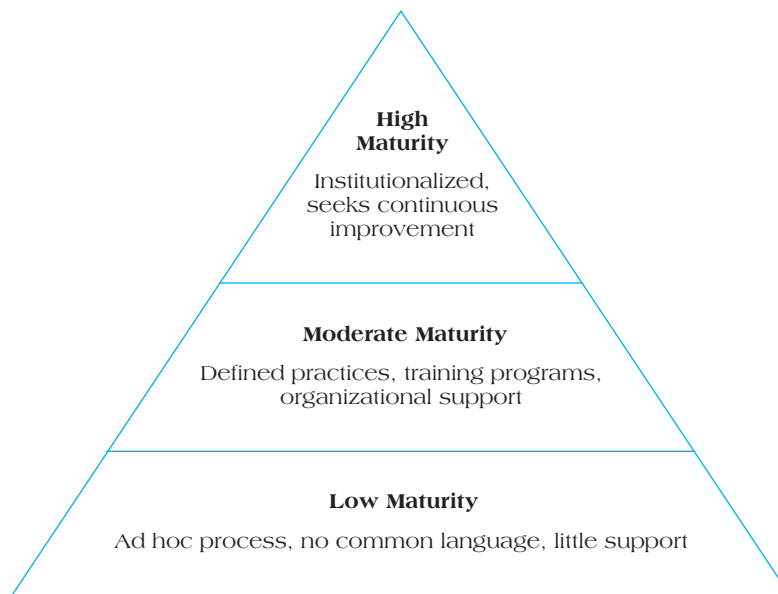 High
Maturity
Institutionalized,
seeks continuous
improvement
Moderate Maturity
Defined practices, training programs,
organizational support
Low Maturity
Ad hoc process, no common language, little support